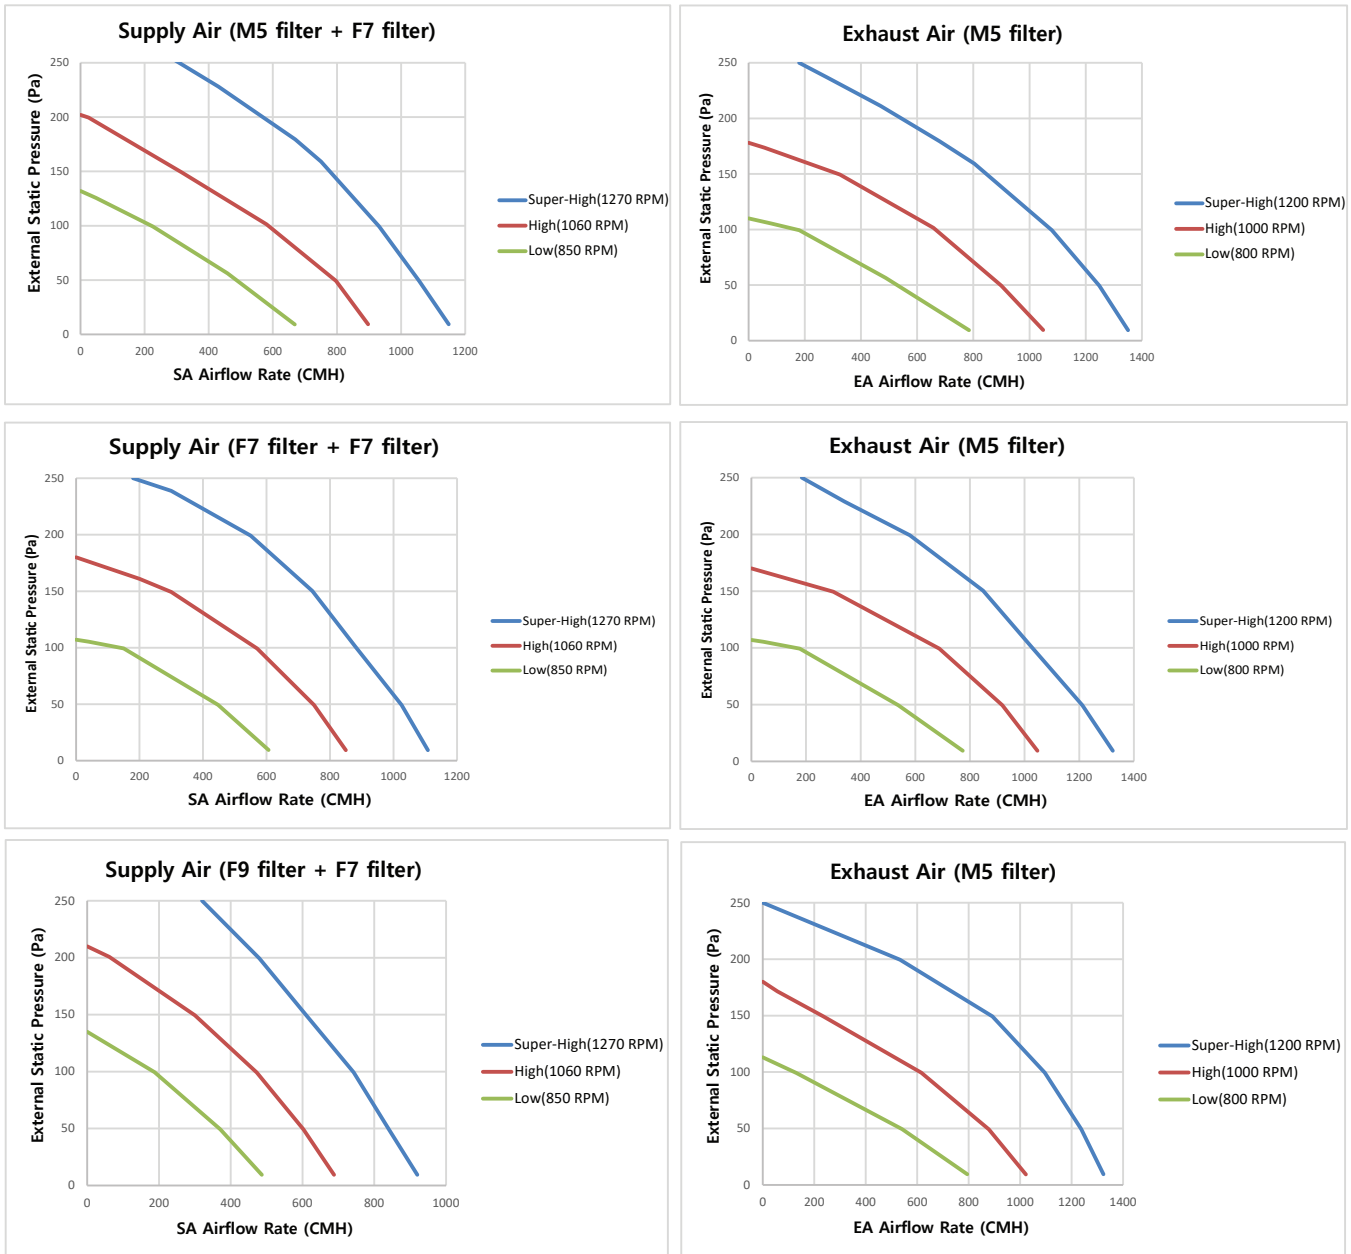 Supply Air (M5 filter + F7 filter)
External Static Pressure (Pa)
250
200
150
100
50
0
0 200 400 600 800 1000 1200
SA Airflow Rate (CMH)
Super-High(1270 RPM)
High(1060 RPM)
Low(850 RPM)
Exhaust Air (M5 filter)
External Static Pressure (Pa)
250
200
150
100
50
0
0 200 400 600 800 1000 1200 1400
EA Airflow Rate (CMH)
Super-High(1200 RPM)
High(1000 RPM)
Low(800 RPM)
Supply Air (F7 filter + F7 filter)
External Static Pressure (Pa)
250
200
150
100
50
0
0 200 400 600 800 1000 1200
SA Airflow Rate (CMH)
Super-High(1270 RPM)
High(1060 RPM)
Low(850 RPM)
Exhaust Air (M5 filter)
External Static Pressure (Pa)
250
200
150
100
50
0
0 200 400 600 800 1000 1200 1400
EA Airflow Rate (CMH)
Super-High(1200 RPM)
High(1000 RPM)
Low(800 RPM)
Supply Air (F9 filter + F7 filter)
External Static Pressure (Pa)
250
200
150
100
50
0
0 200 400 600 800 1000
SA Airflow Rate (CMH)
Super-High(1270 RPM)
High(1060 RPM)
Low(850 RPM)
Exhaust Air (M5 filter)
External Static Pressure (Pa)
250
200
150
100
50
0
0 200 400 600 800 1000 1200 1400
EA Airflow Rate (CMH)
Super-High(1200 RPM)
High(1000 RPM)
Low(800 RPM)